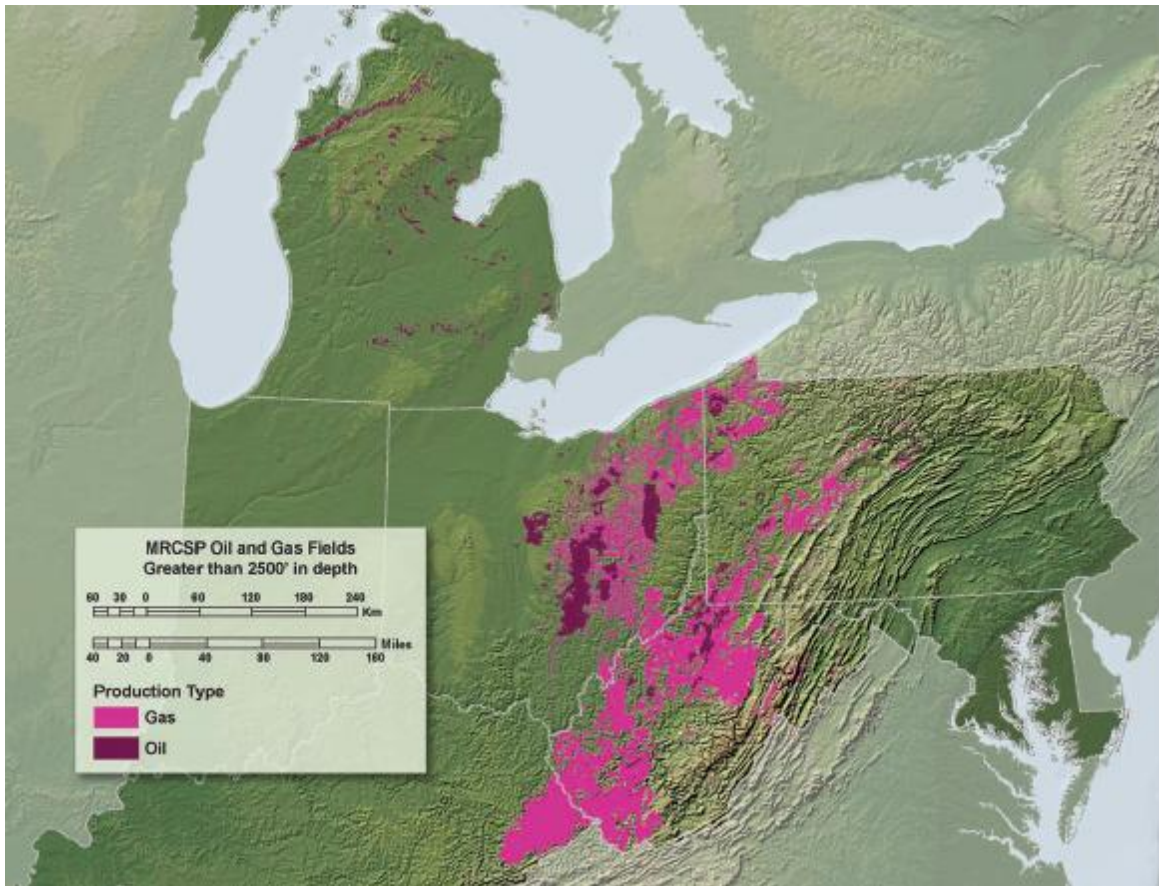 MRCSP Oil and Gas Fields
Greater than 2500' in depth
60 30 0 60 120 180 240
Km
Miles
40 20 0 40 80 120 160
Production Type
Gas
Oil